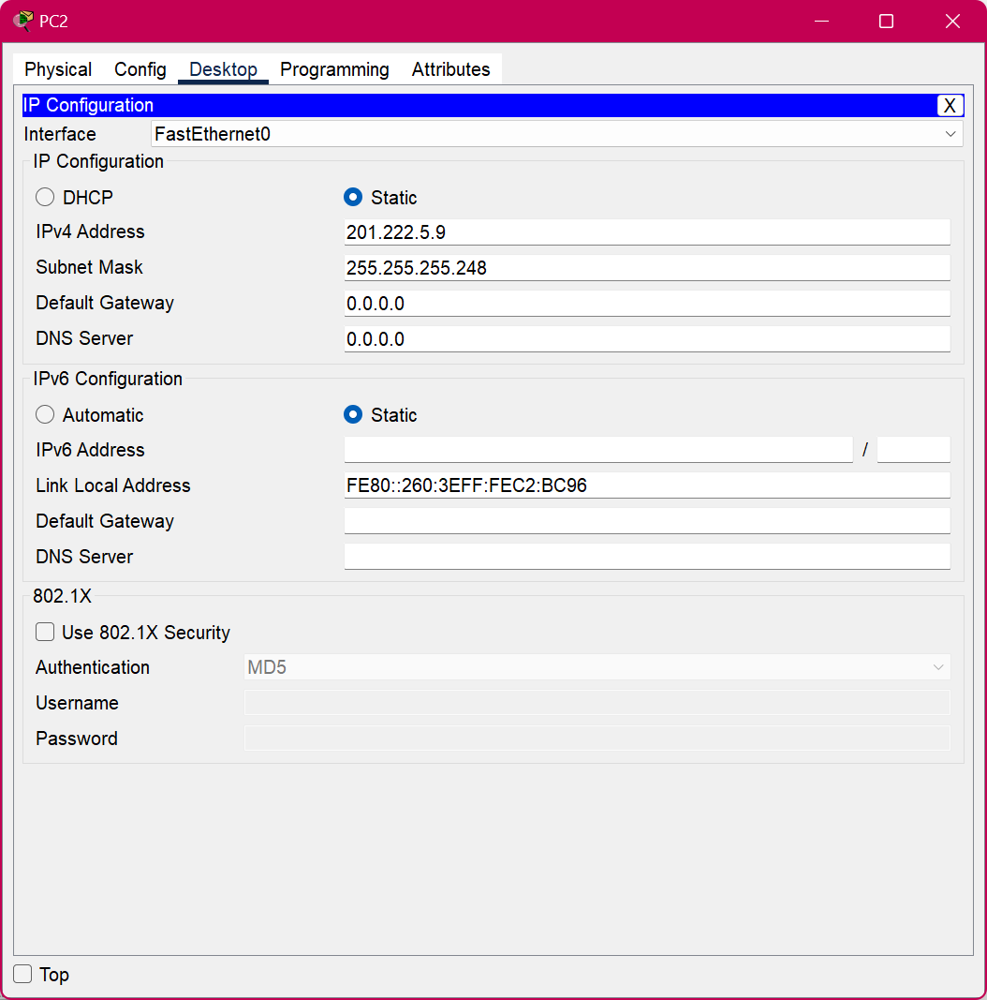 PC2
Physical Config Desktop Programming Attributes
IP Configuration X
Interface FastEthernet0
IP Configuration
DHCP Static
IPv4 Address 201.222.5.9
Subnet Mask 255.255.255.248
Default Gateway 0.0.0.0
DNS Server 0.0.0.0
IPv6 Configuration
Automatic Static
IPv6 Address /
Link Local Address FE80::260:3EFF:FEC2:BC96
Default Gateway
DNS Server
802.1X
Use 802.1X Security
Authentication MD5
Username
Password
Top